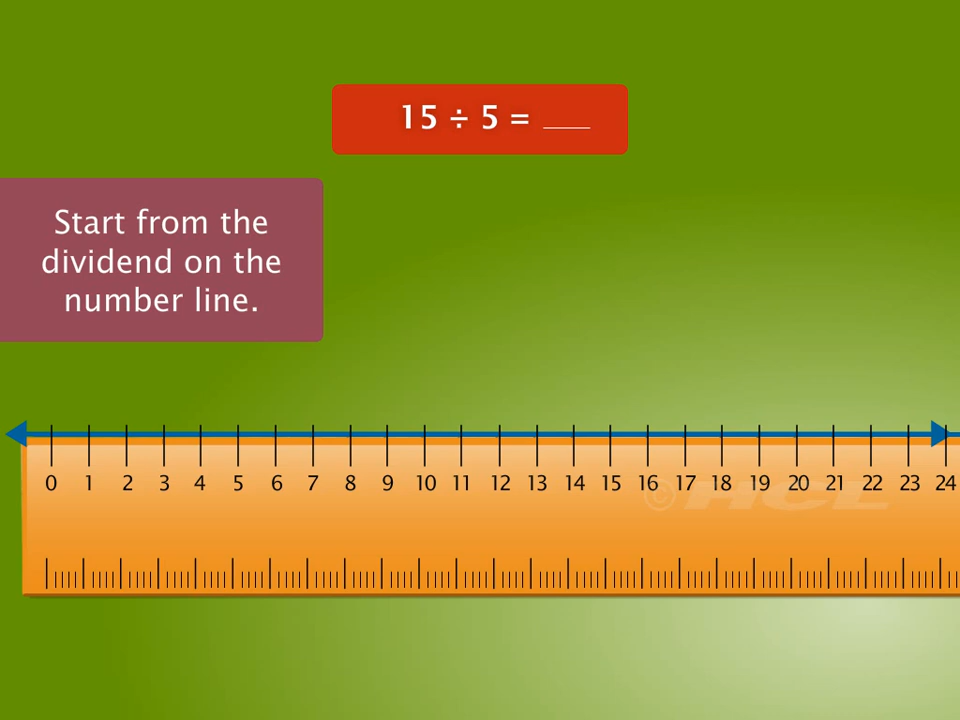 15 ÷ 5 = ___
Start from the
dividend on the
number line.
0 1 2 3 4 5 6 7 8 9 10 11 12 13 14 15 16 17 18 19 20 21 22 23 24
© HCL